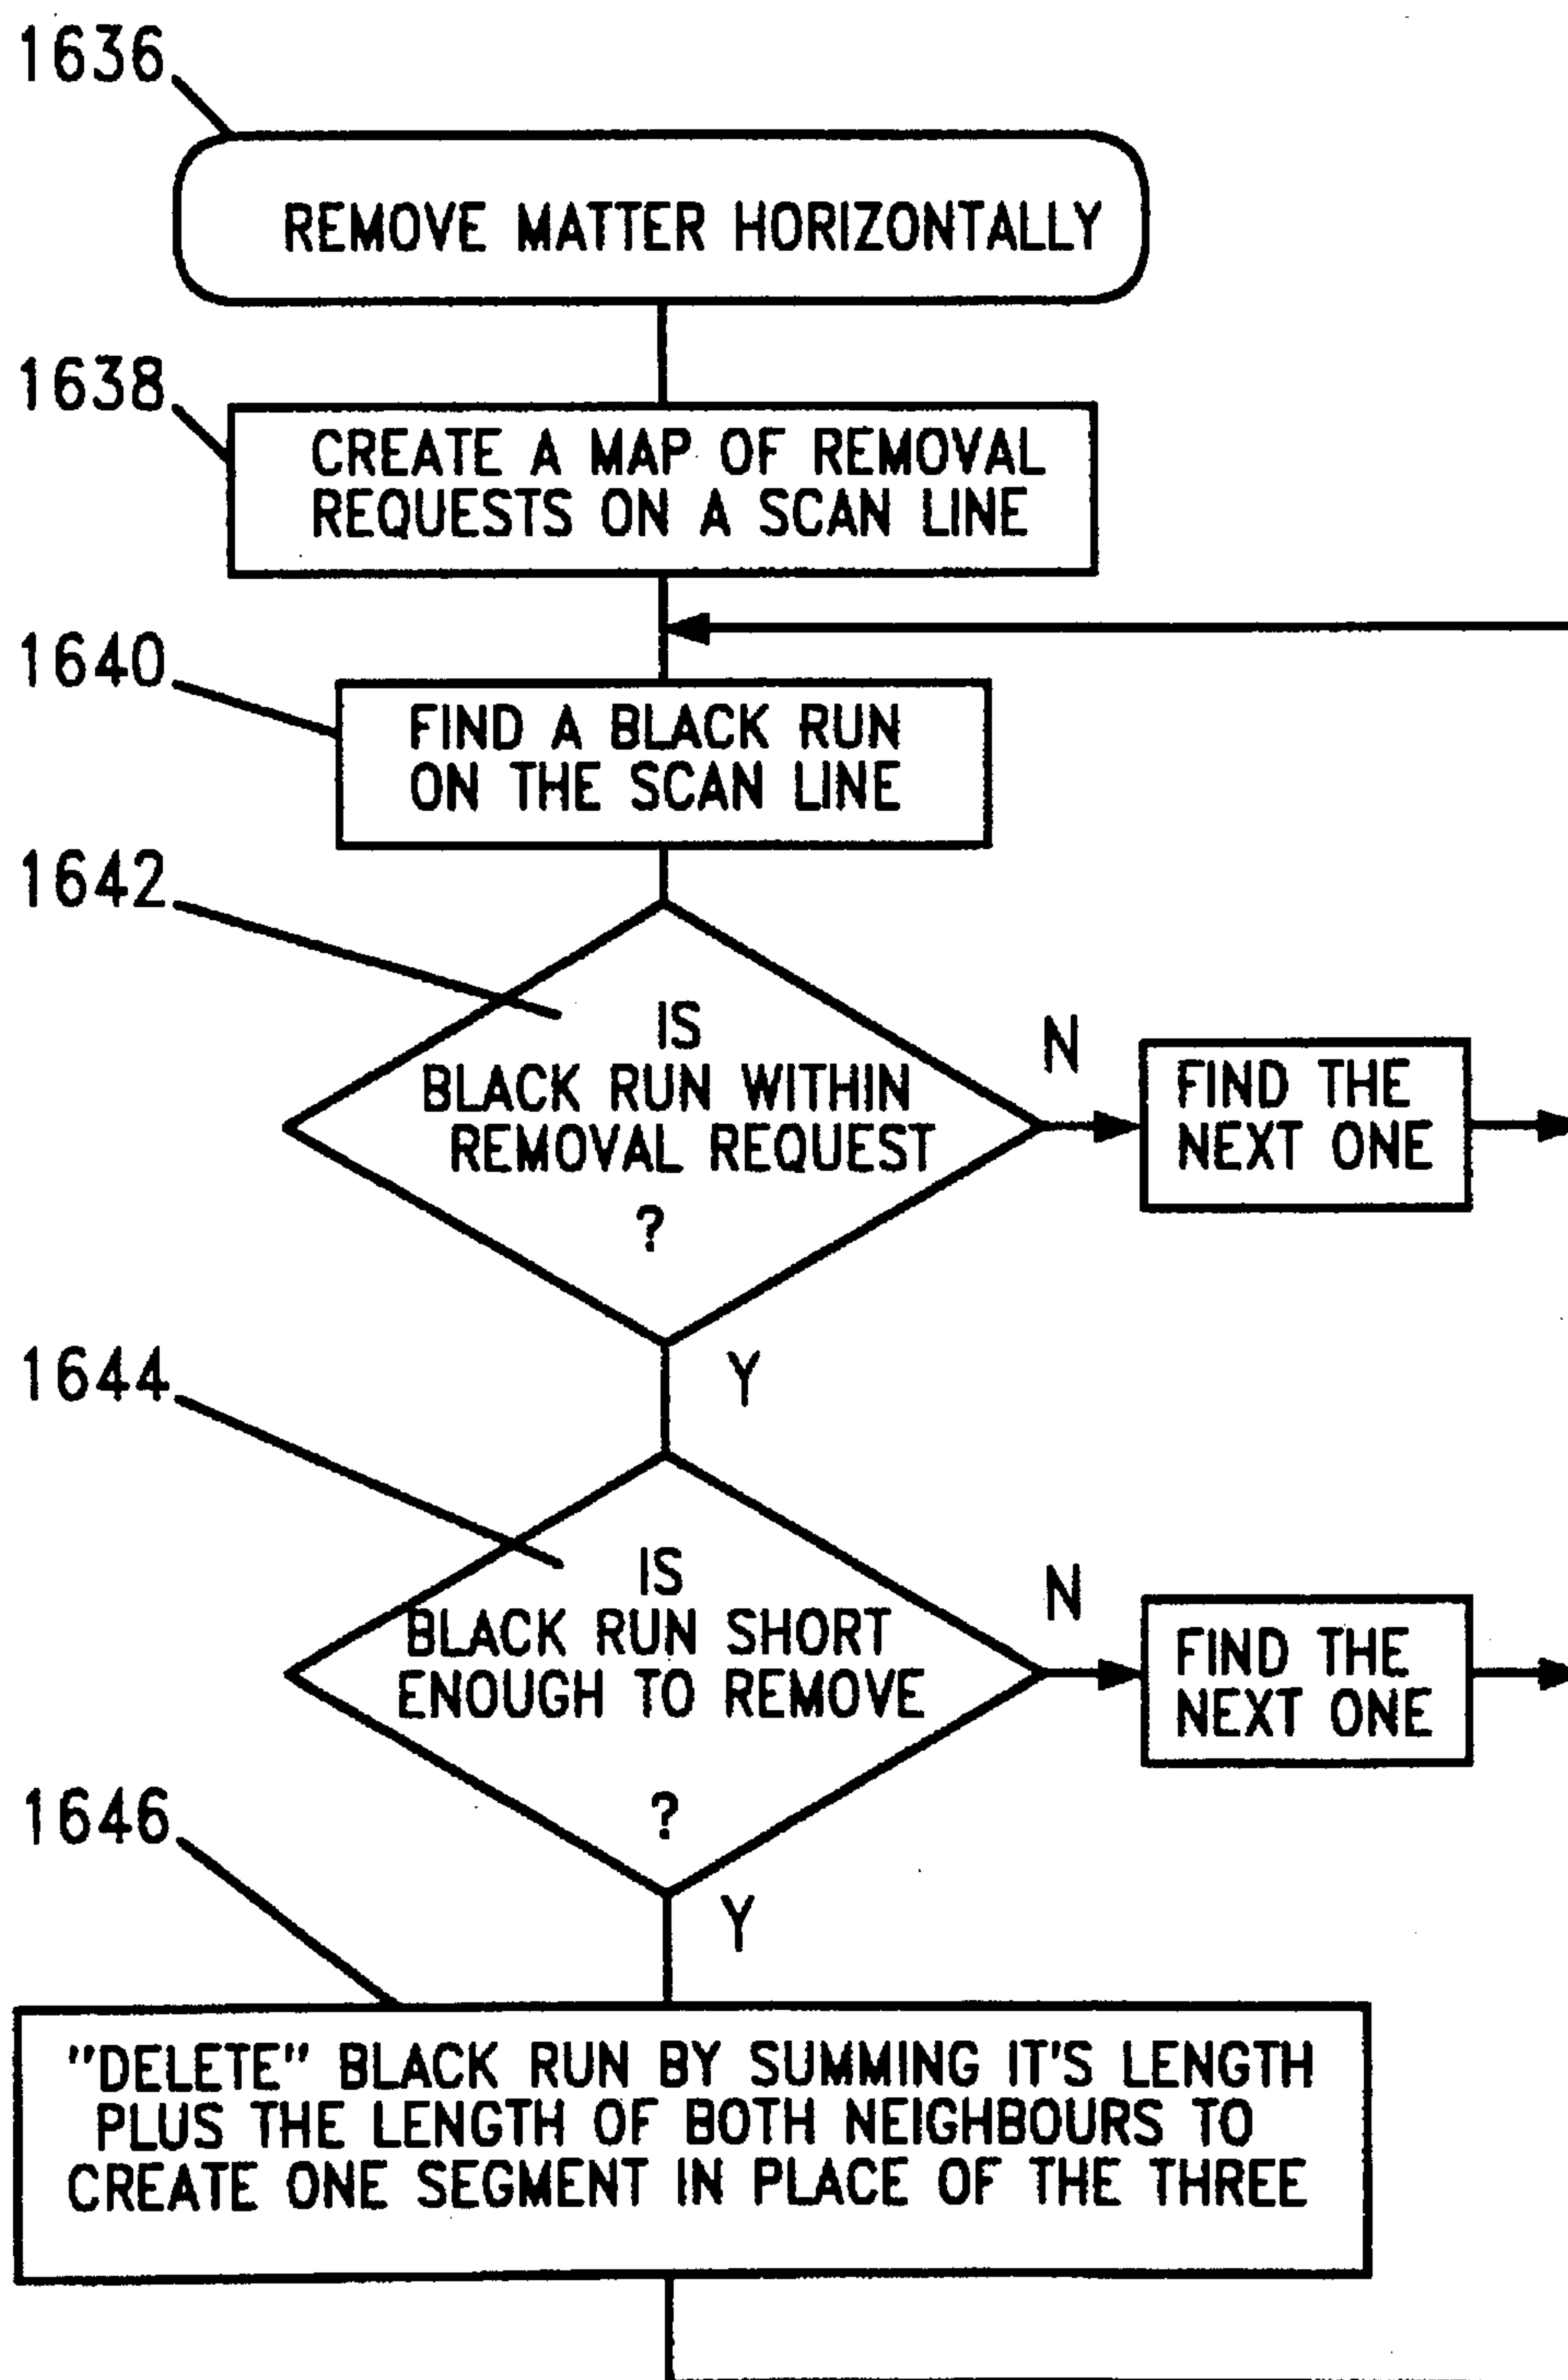 1636
REMOVE MATTER HORIZONTALLY
1638
CREATE A MAP OF REMOVAL
REQUESTS ON A SCAN LINE
1640
FIND A BLACK RUN
ON THE SCAN LINE
1642
IS
BLACK RUN WITHIN
REMOVAL REQUEST
?
N
FIND THE
NEXT ONE
Y
1644
IS
BLACK RUN SHORT
ENOUGH TO REMOVE
?
N
FIND THE
NEXT ONE
Y
1646
"DELETE" BLACK RUN BY SUMMING IT'S LENGTH
PLUS THE LENGTH OF BOTH NEIGHBOURS TO
CREATE ONE SEGMENT IN PLACE OF THE THREE